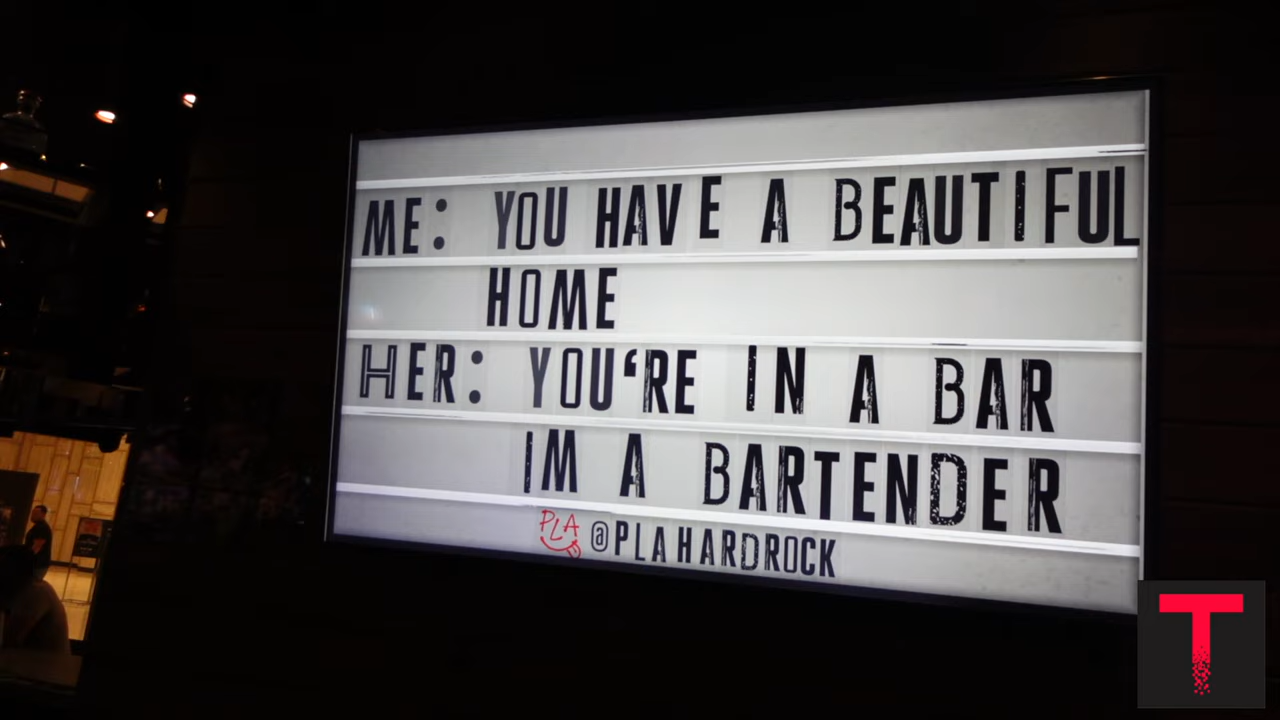 ME: YOU HAVE A BEAUTIFUL
HOME
HER: YOU'RE IN A BAR
IM A BARTENDER
PLA @PLAHARDROCK
T